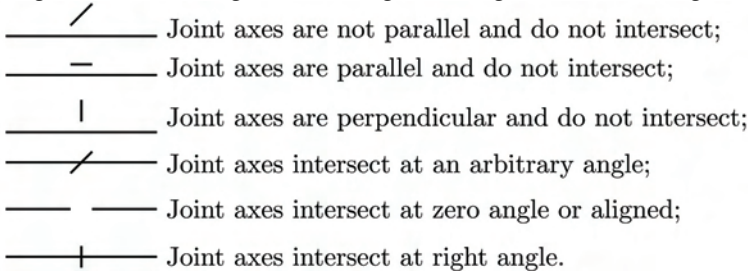 Joint axes are not parallel and do not intersect;
Joint axes are parallel and do not intersect;
Joint axes are perpendicular and do not intersect;
Joint axes intersect at an arbitrary angle;
Joint axes intersect at zero angle or aligned;
Joint axes intersect at right angle.